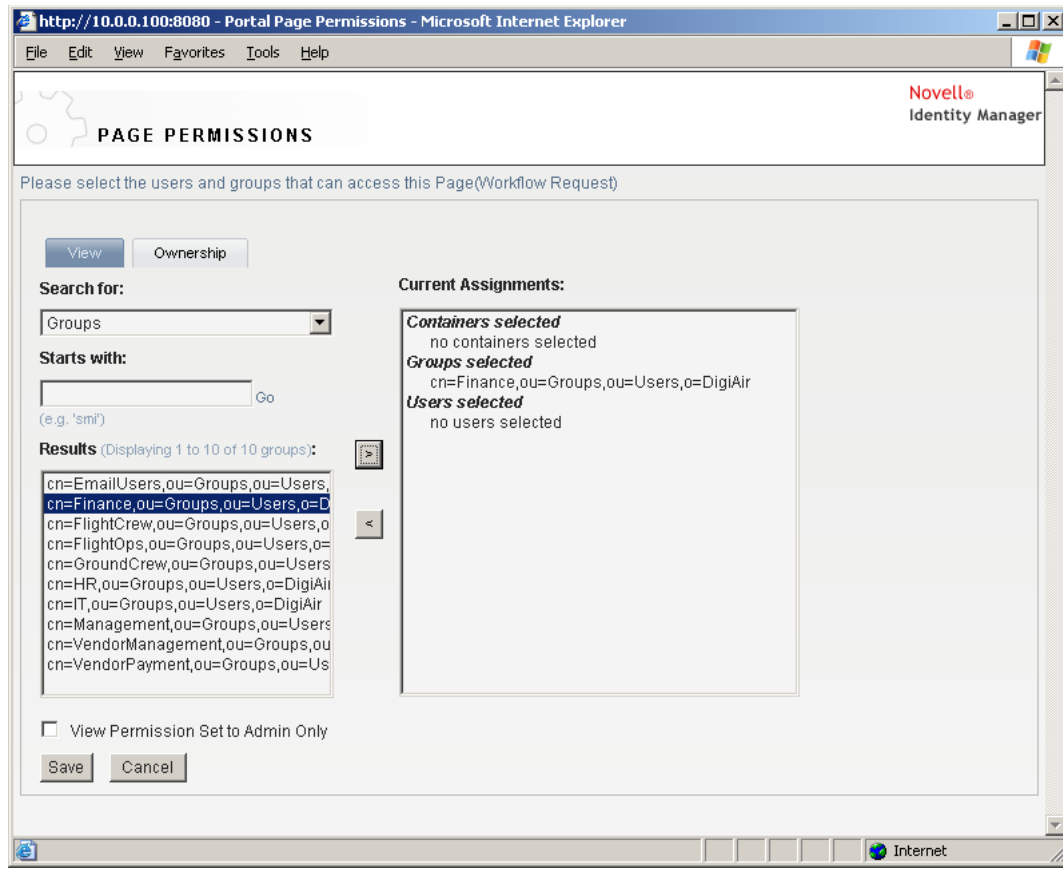 http://10.0.0.100:8080 - Portal Page Permissions - Microsoft Internet Explorer
File Edit View Favorites Tools Help
Novell®
Identity Manager
PAGE PERMISSIONS
Please select the users and groups that can access this Page(Workflow Request)
View Ownership
Search for:
Groups
Starts with:
Go
(e.g. 'smi')
Results (Displaying 1 to 10 of 10 groups):
cn=EmailUsers,ou=Groups,ou=Users,
cn=Finance,ou=Groups,ou=Users,o=D
cn=FlightCrew,ou=Groups,ou=Users,o
cn=FlightOps,ou=Groups,ou=Users,o=
cn=GroundCrew,ou=Groups,ou=Users
cn=HR,ou=Groups,ou=Users,o=DigiAir
cn=IT,ou=Groups,ou=Users,o=DigiAir
cn=Management,ou=Groups,ou=Users
cn=VendorManagement,ou=Groups,ou
cn=VendorPayment,ou=Groups,ou=Us
>
<
Current Assignments:
Containers selected
no containers selected
Groups selected
cn=Finance,ou=Groups,ou=Users,o=DigiAir
Users selected
no users selected
View Permission Set to Admin Only
Save Cancel
Internet